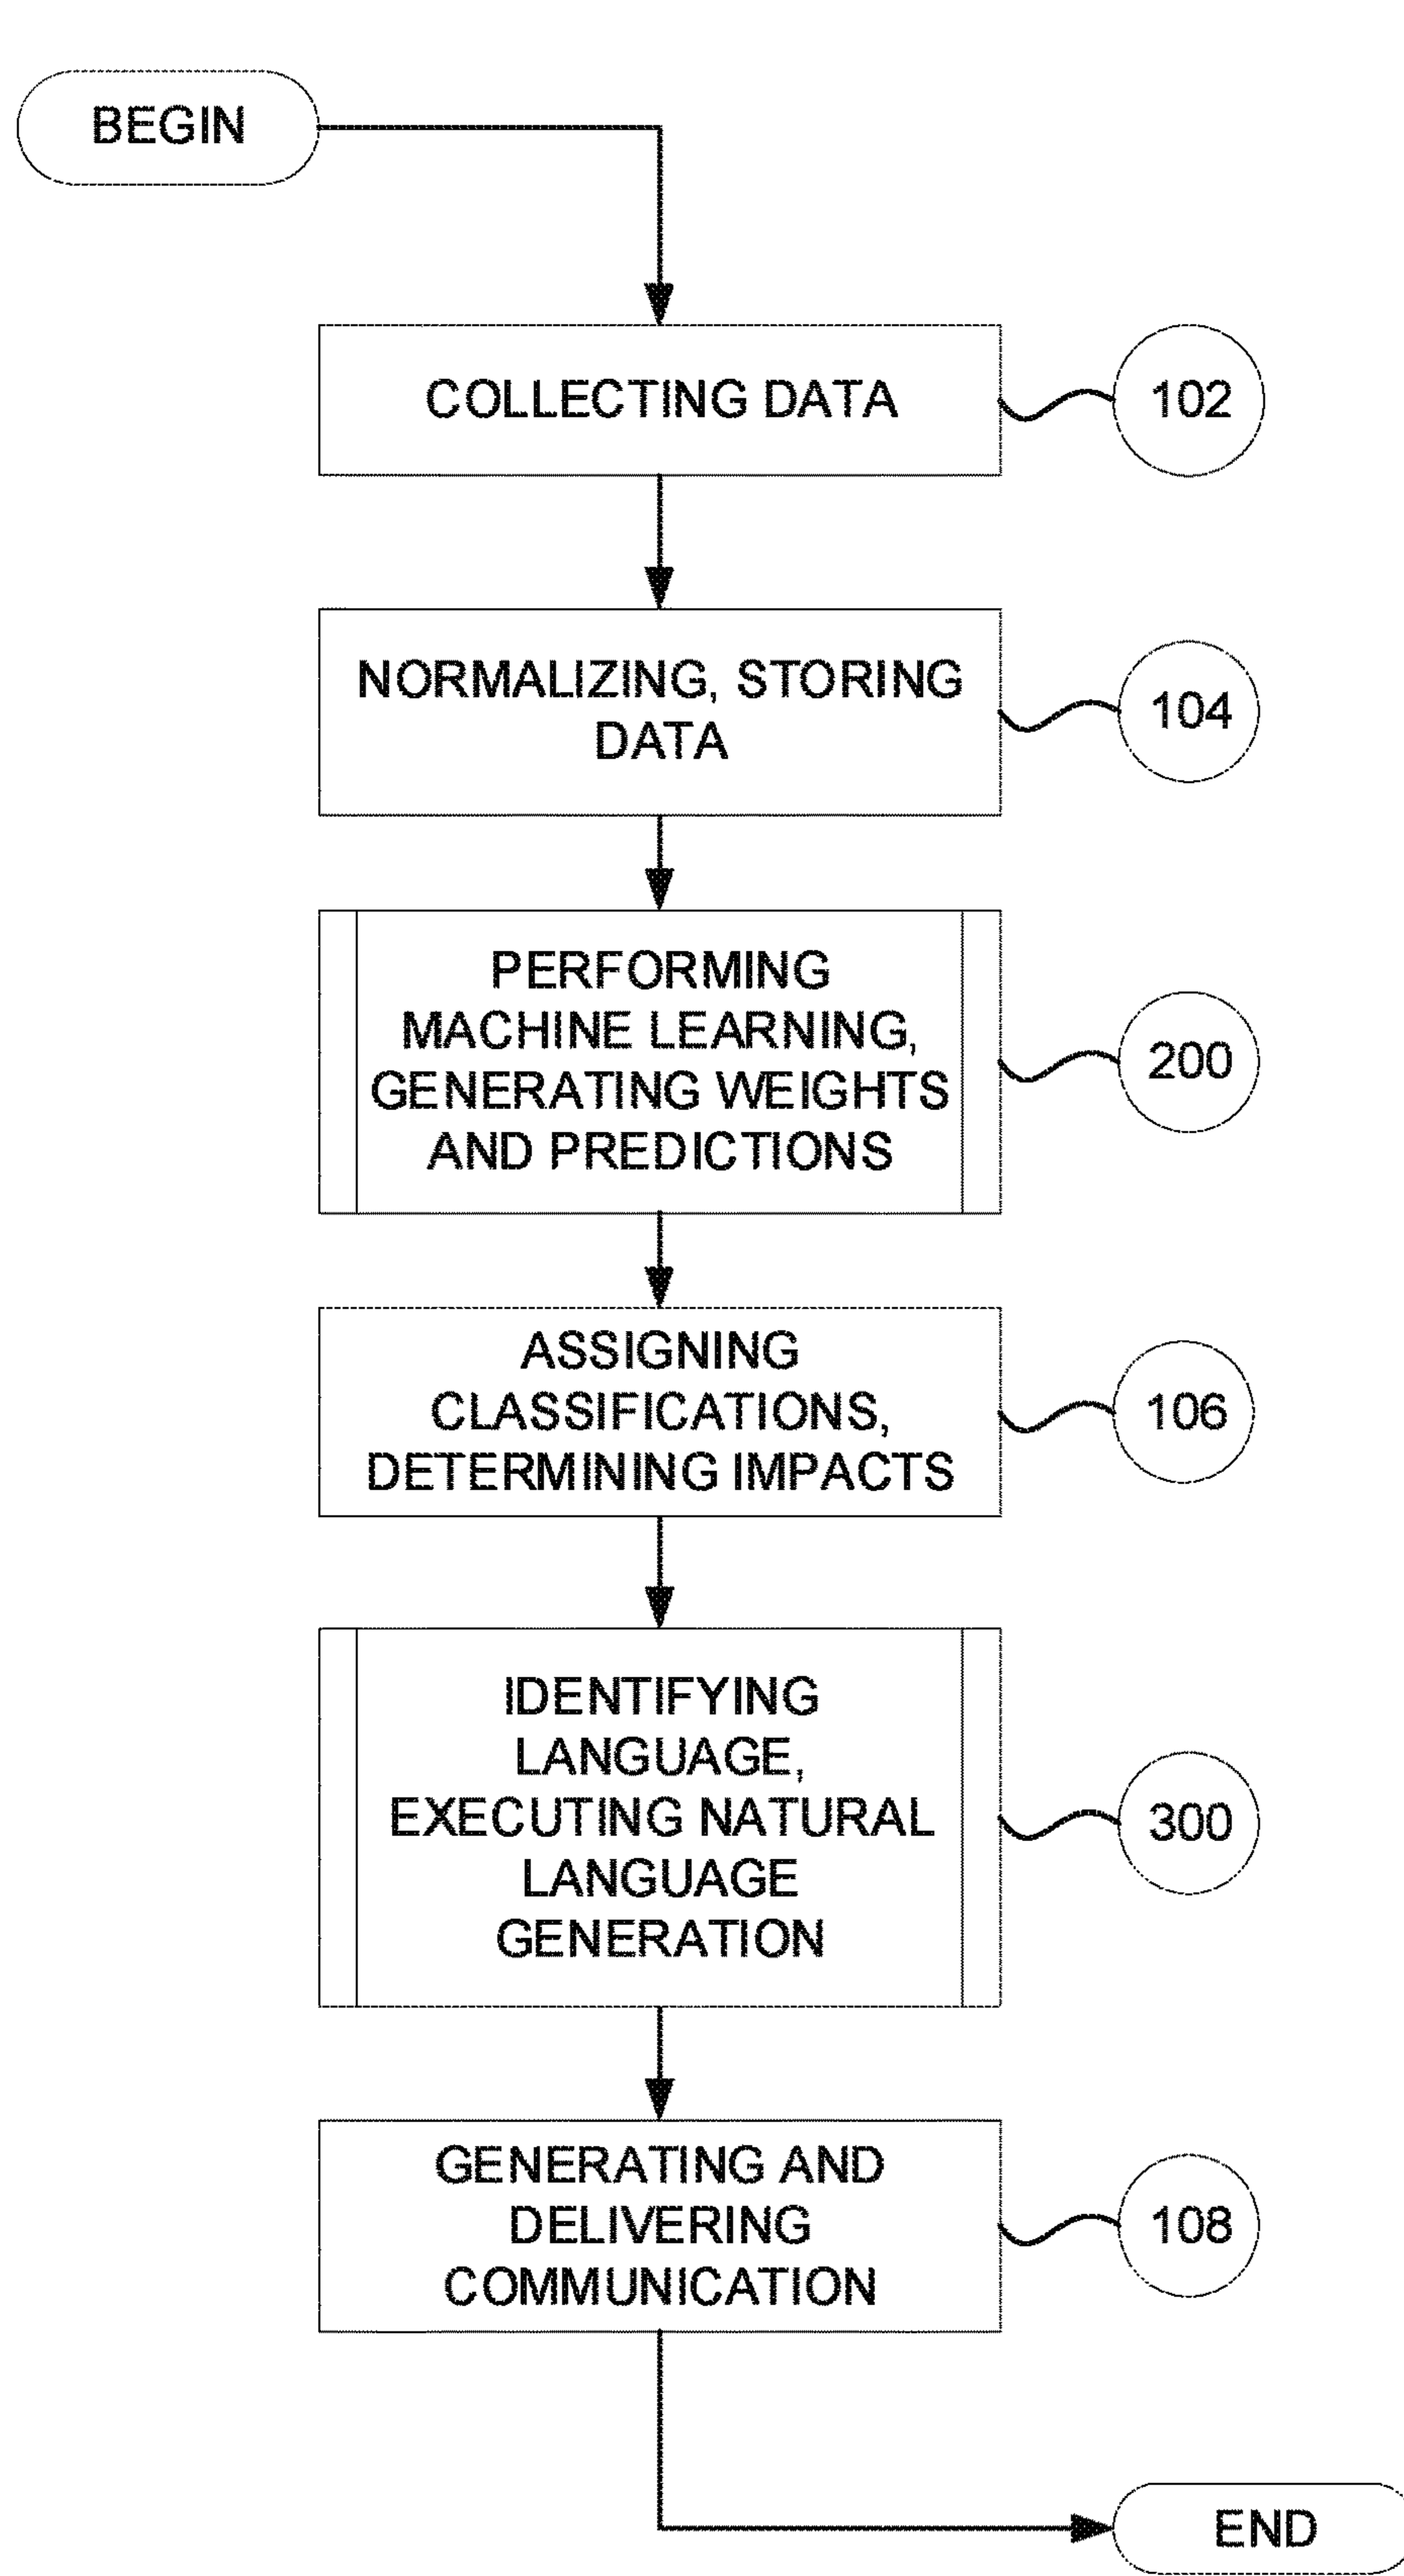 BEGIN
COLLECTING DATA
102
NORMALIZING, STORING
DATA
104
PERFORMING
MACHINE LEARNING,
GENERATING WEIGHTS
AND PREDICTIONS
200
ASSIGNING
CLASSIFICATIONS,
DETERMINING IMPACTS
106
IDENTIFYING
LANGUAGE,
EXECUTING NATURAL
LANGUAGE
GENERATION
300
GENERATING AND
DELIVERING
COMMUNICATION
108
END